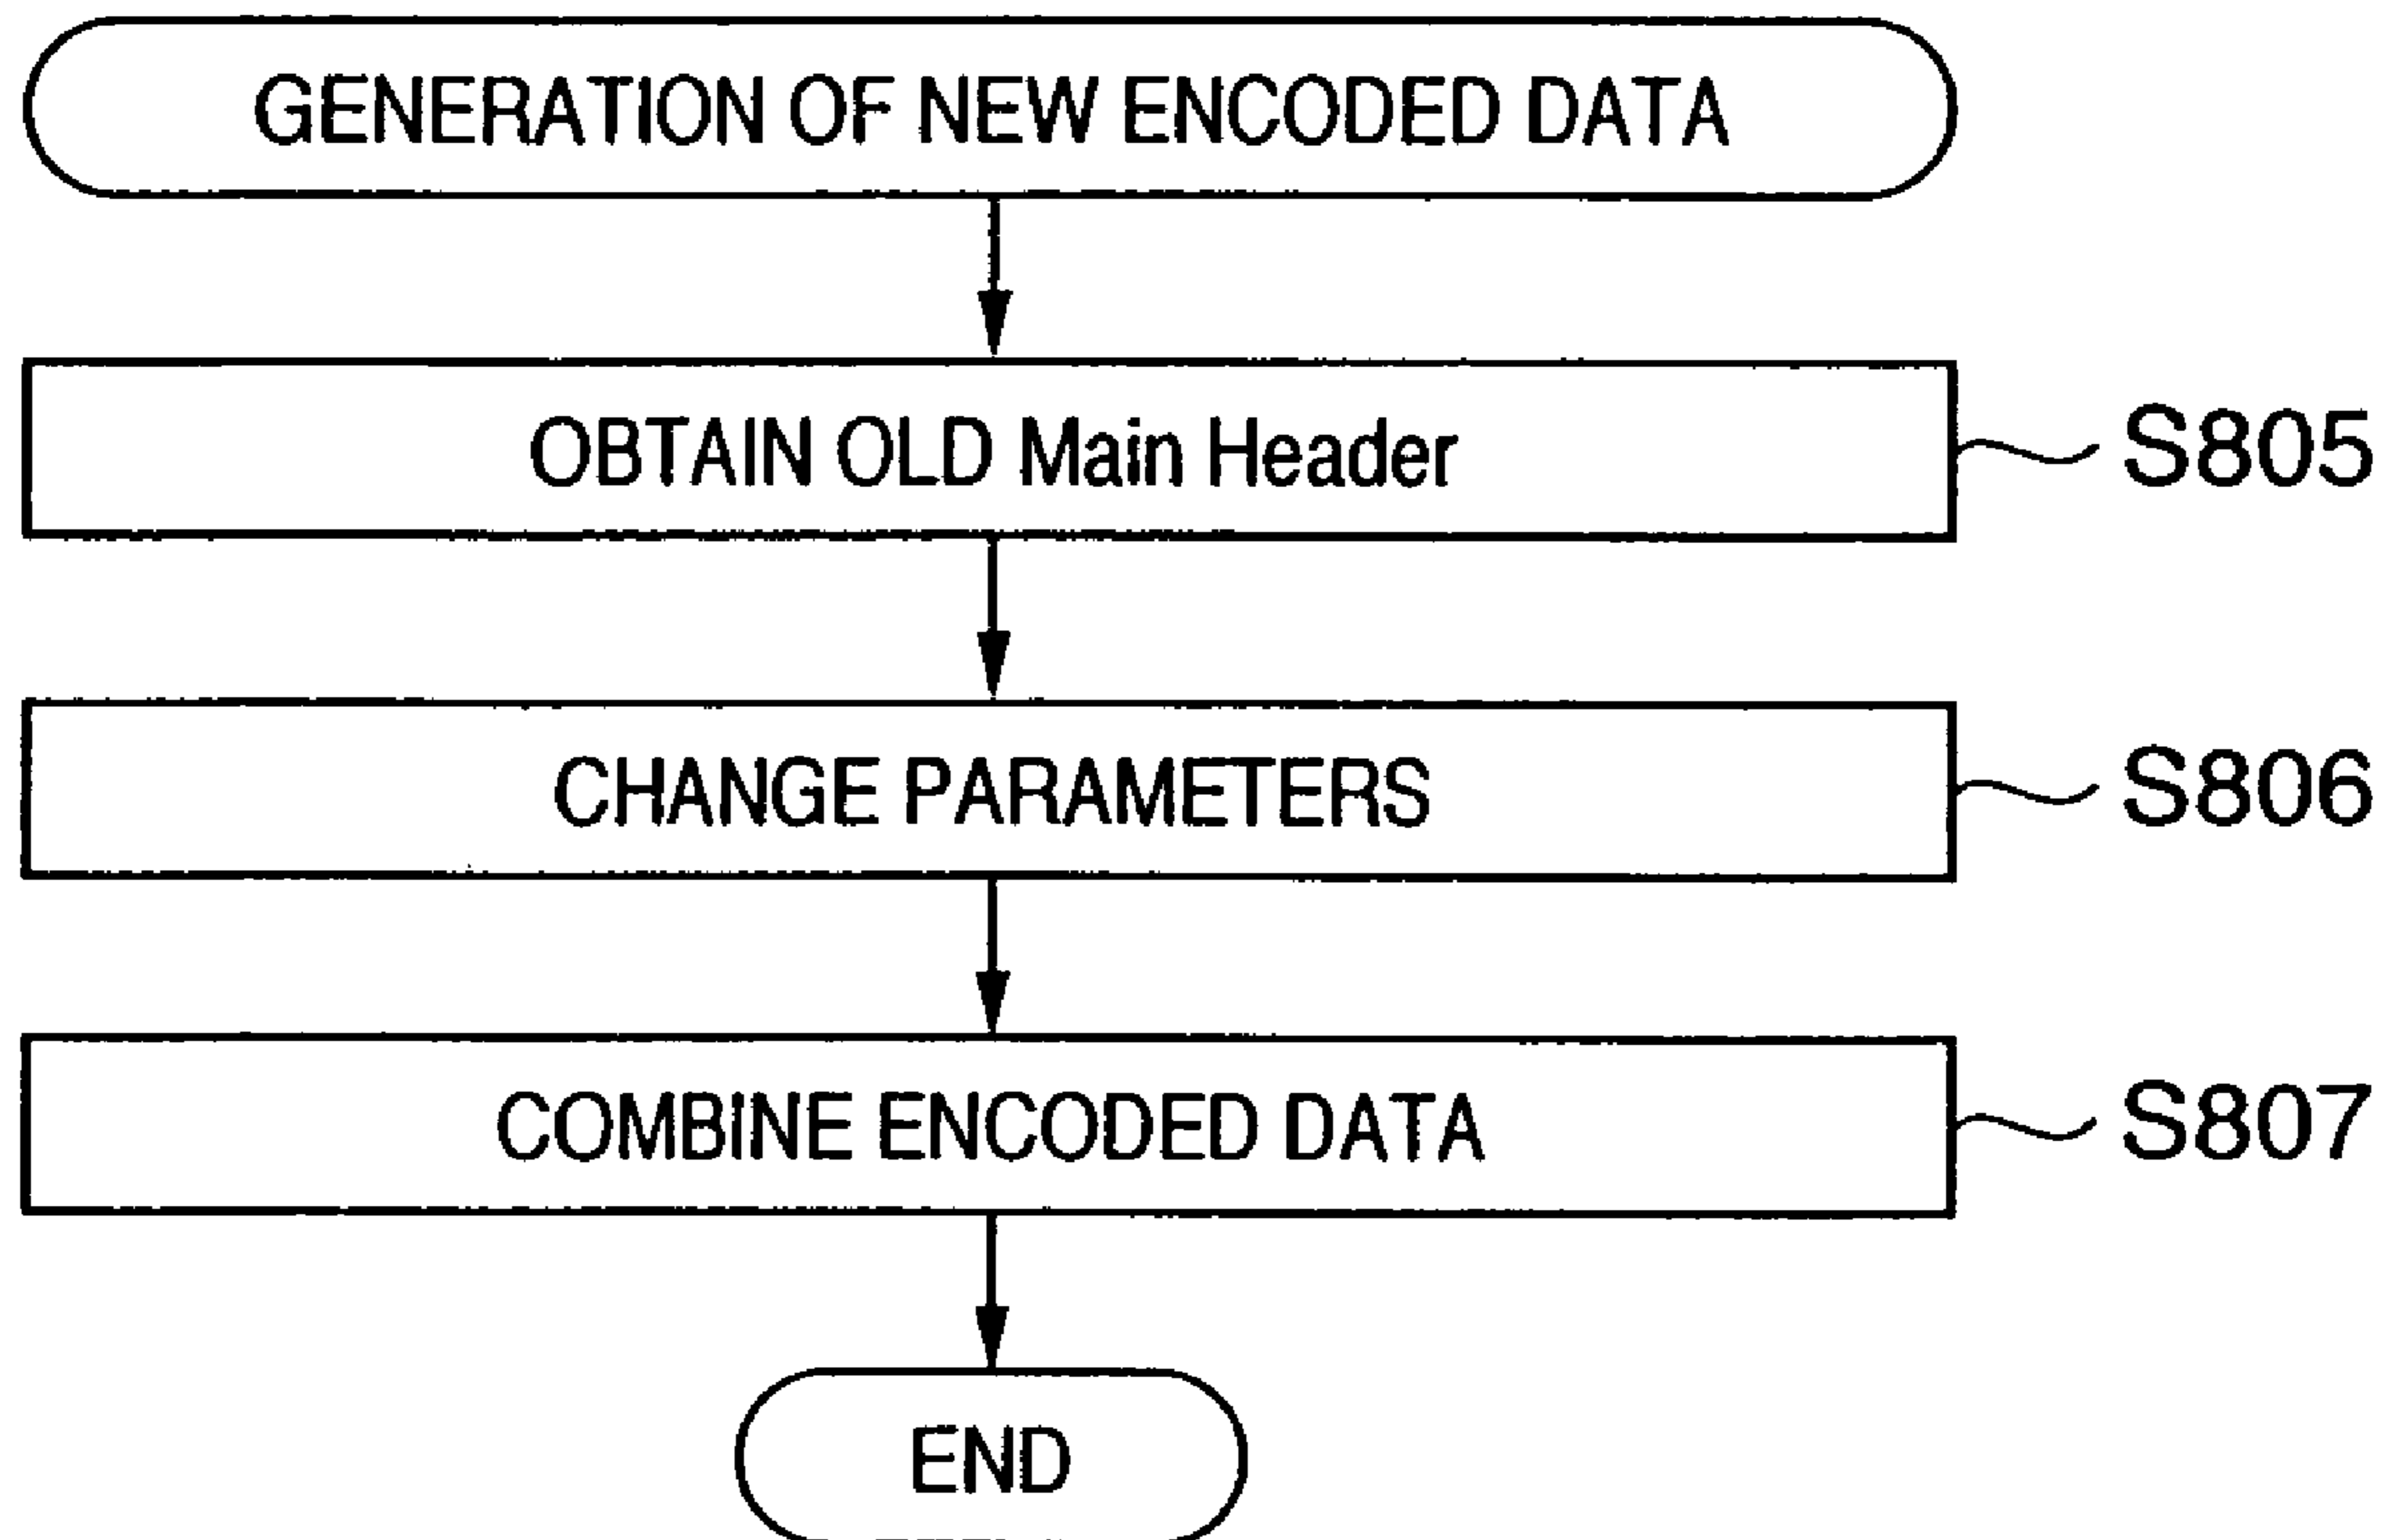 GENERATION OF NEW ENCODED DATA
OBTAIN OLD Main Header
S805
CHANGE PARAMETERS
S806
COMBINE ENCODED DATA
S807
END